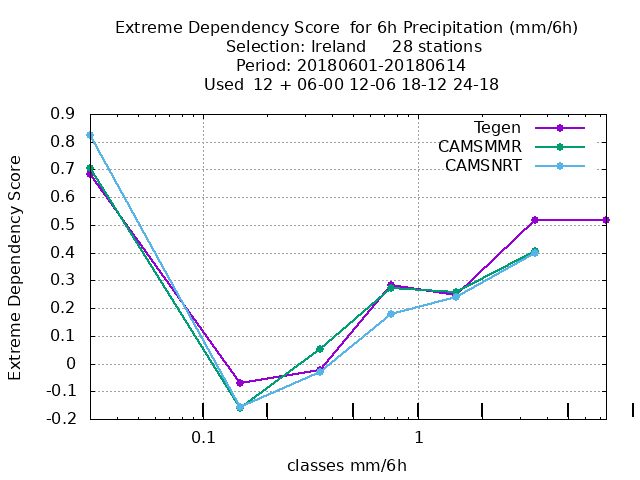 Extreme Dependency Score  for 6h Precipitation (mm/6h)
Selection: Ireland     28 stations
Period: 20180601-20180614
Used  12 + 06-00 12-06 18-12 24-18
Tegen
CAMSMMR
CAMSNRT
Extreme Dependency Score
0.9
0.8
0.7
0.6
0.5
0.4
0.3
0.2
0.1
0
-0.1
-0.2
0.1
1
classes mm/6h